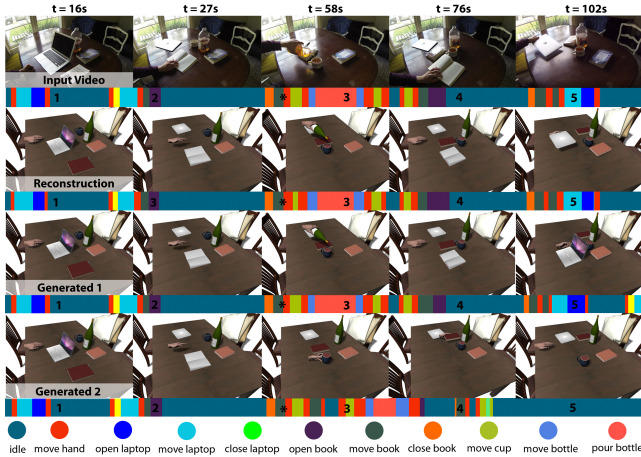 t = 16s t = 27s t = 58s t = 76s t = 102s
Input Video
1 2 * 3 4 5
Reconstruction
1 3 * 3 4 5
Generated 1
1 2 * 3 4 5
Generated 2
1 2 * 3 4 5
idle move hand open laptop move laptop close laptop open book move book close book move cup move bottle pour bottle